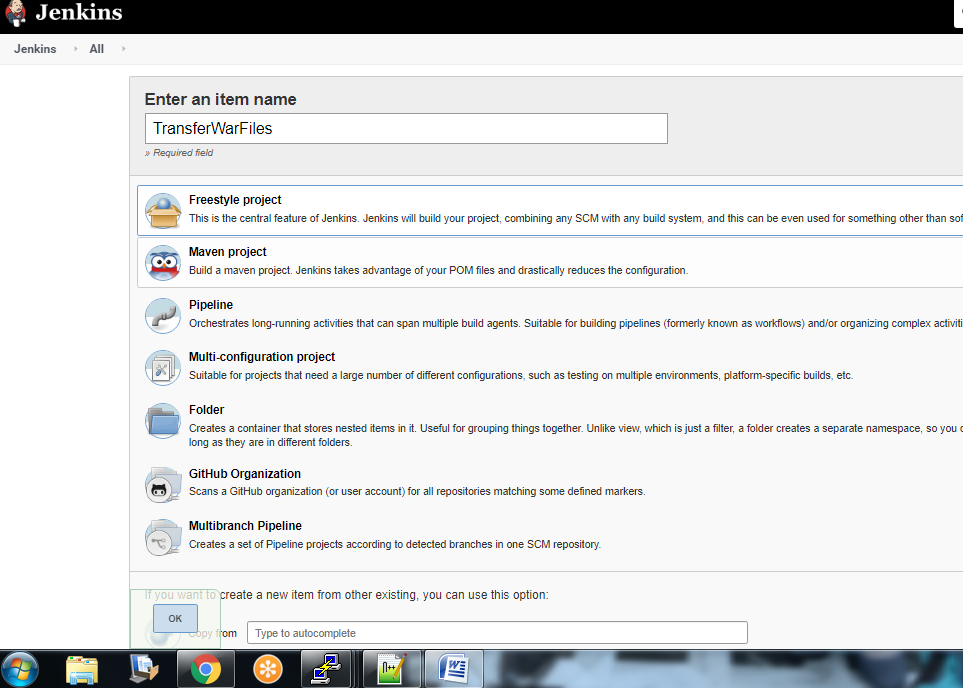 Jenkins
Jenkins
All
Enter an item name
TransferWarFiles
» Required field
Freestyle project
This is the central feature of Jenkins. Jenkins will build your project, combining any SCM with any build system, and this can be even used for something other than sof
Maven project
Build a maven project. Jenkins takes advantage of your POM files and drastically reduces the configuration.
Pipeline
Orchestrates long-running activities that can span multiple build agents. Suitable for building pipelines (formerly known as workflows) and/or organizing complex activiti
Multi-configuration project
Suitable for projects that need a large number of different configurations, such as testing on multiple environments, platform-specific builds, etc.
Folder
Creates a container that stores nested items in it. Useful for grouping things together. Unlike view, which is just a filter, a folder creates a separate namespace, so you c
long as they are in different folders.
GitHub Organization
Scans a GitHub organization (or user account) for all repositories matching some defined markers.
Multibranch Pipeline
Creates a set of Pipeline projects according to detected branches in one SCM repository.
If you want to create a new item from other existing, you can use this option:
OK
Copy from
Type to autocomplete